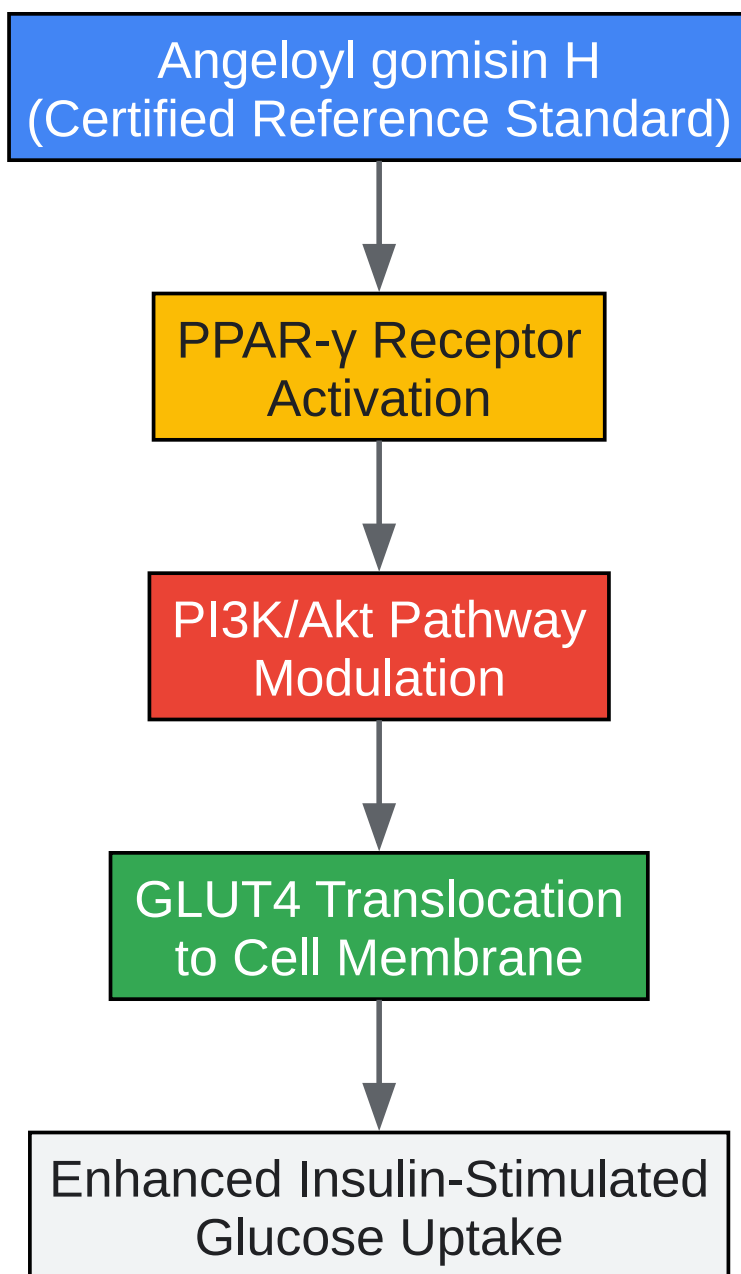 Angeloyl gomisin H
(Certified Reference Standard)
PPAR-γ Receptor
Activation
PI3K/Akt Pathway
Modulation
GLUT4 Translocation
to Cell Membrane
Enhanced Insulin-Stimulated
Glucose Uptake